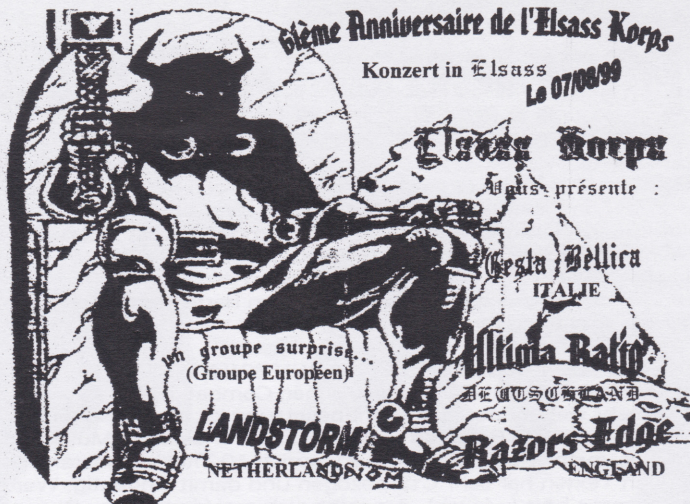 6ième Anniversaire de l'Elsass Korps
Konzert in Elsass
Le 07/08/99
Elsass Korps
Vous présente :
Gesta Bellica
ITALIE
un groupe surprise...
(Groupe Européen)
Ultima Ratio
DEUTSCHLAND
LANDSTORM
NETHERLANDS
Razors Edge
ENGLAND